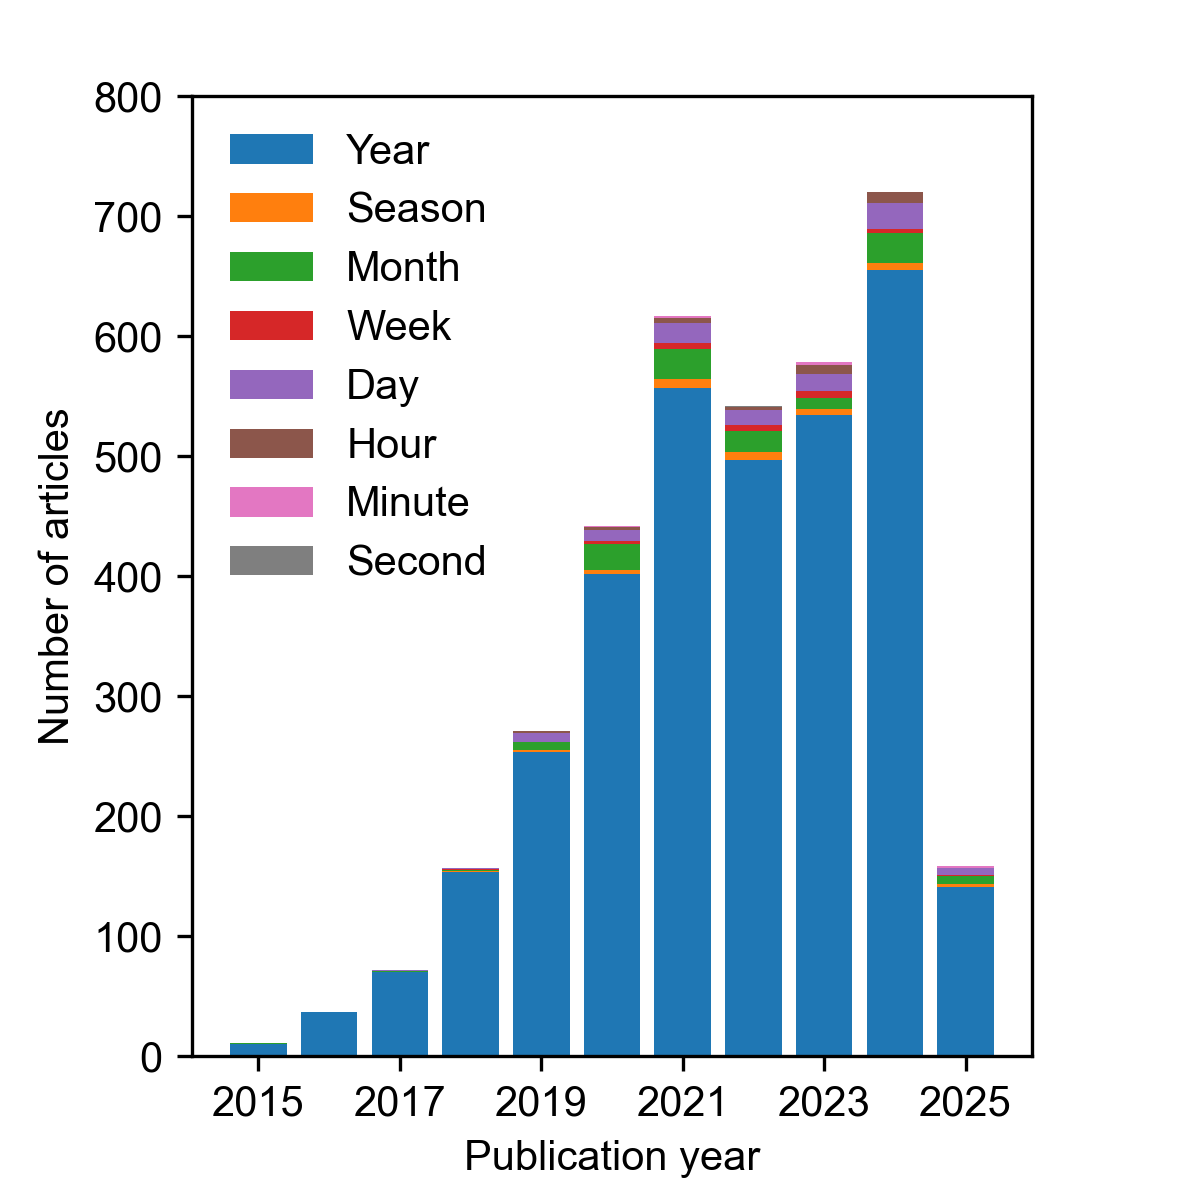 800
700
600
500
400
300
200
100
0
Number of articles
Year
Season
Month
Week
Day
Hour
Minute
Second
2015 2017 2019 2021 2023 2025
Publication year